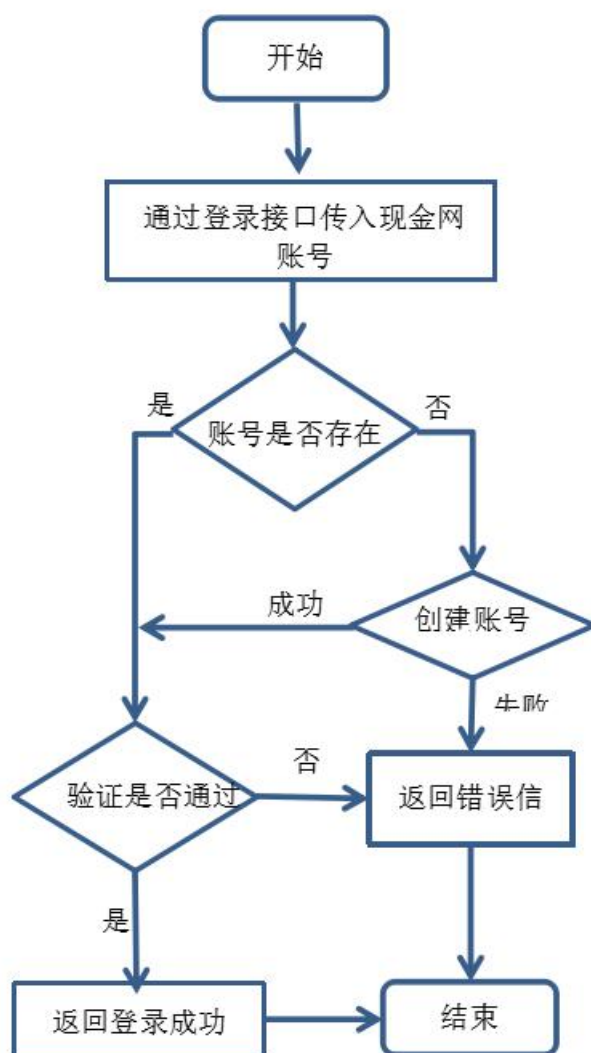 开始
通过登录接口传入现金网
账号
是
否
账号是否存在
成功
创建账号
失败
否
验证是否通过
返回错误信
是
返回登录成功
结束